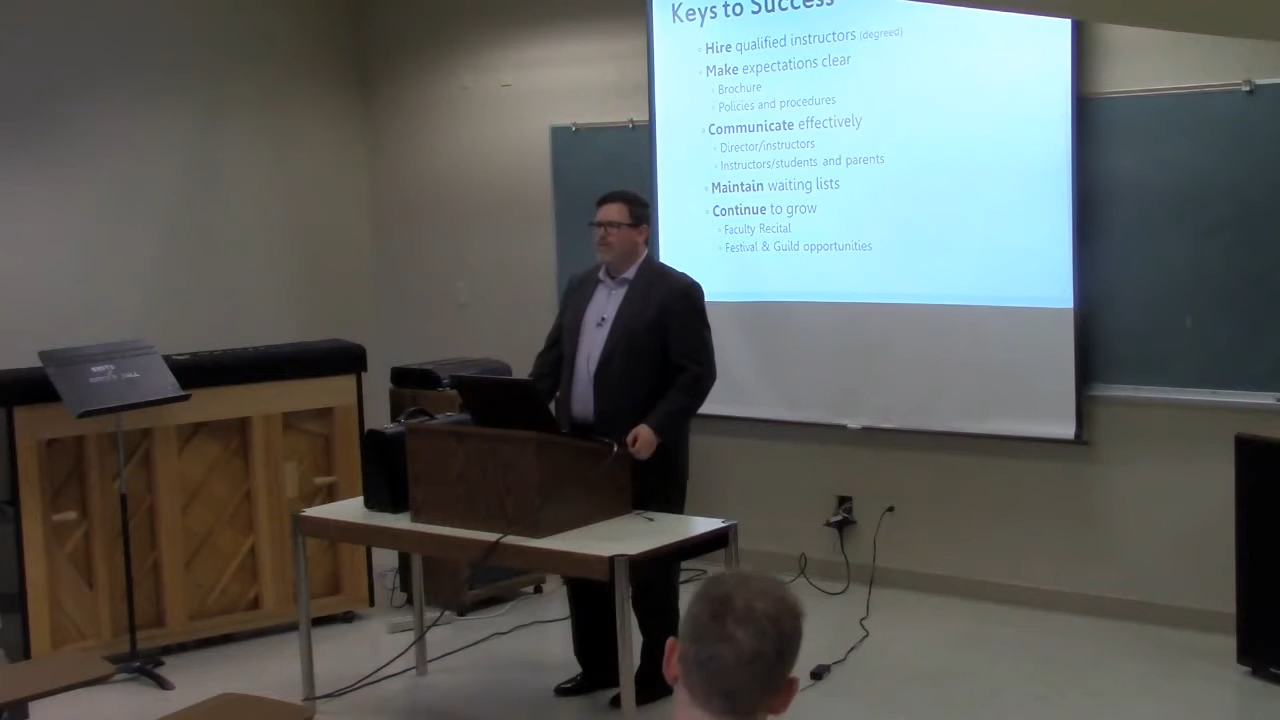 Keys to Success
Hire qualified instructors (degreed)
Make expectations clear
Brochure
Policies and procedures
Communicate effectively
Director/instructors
Instructors/students and parents
Maintain waiting lists
Continue to grow
Faculty Recital
Festival & Guild opportunities